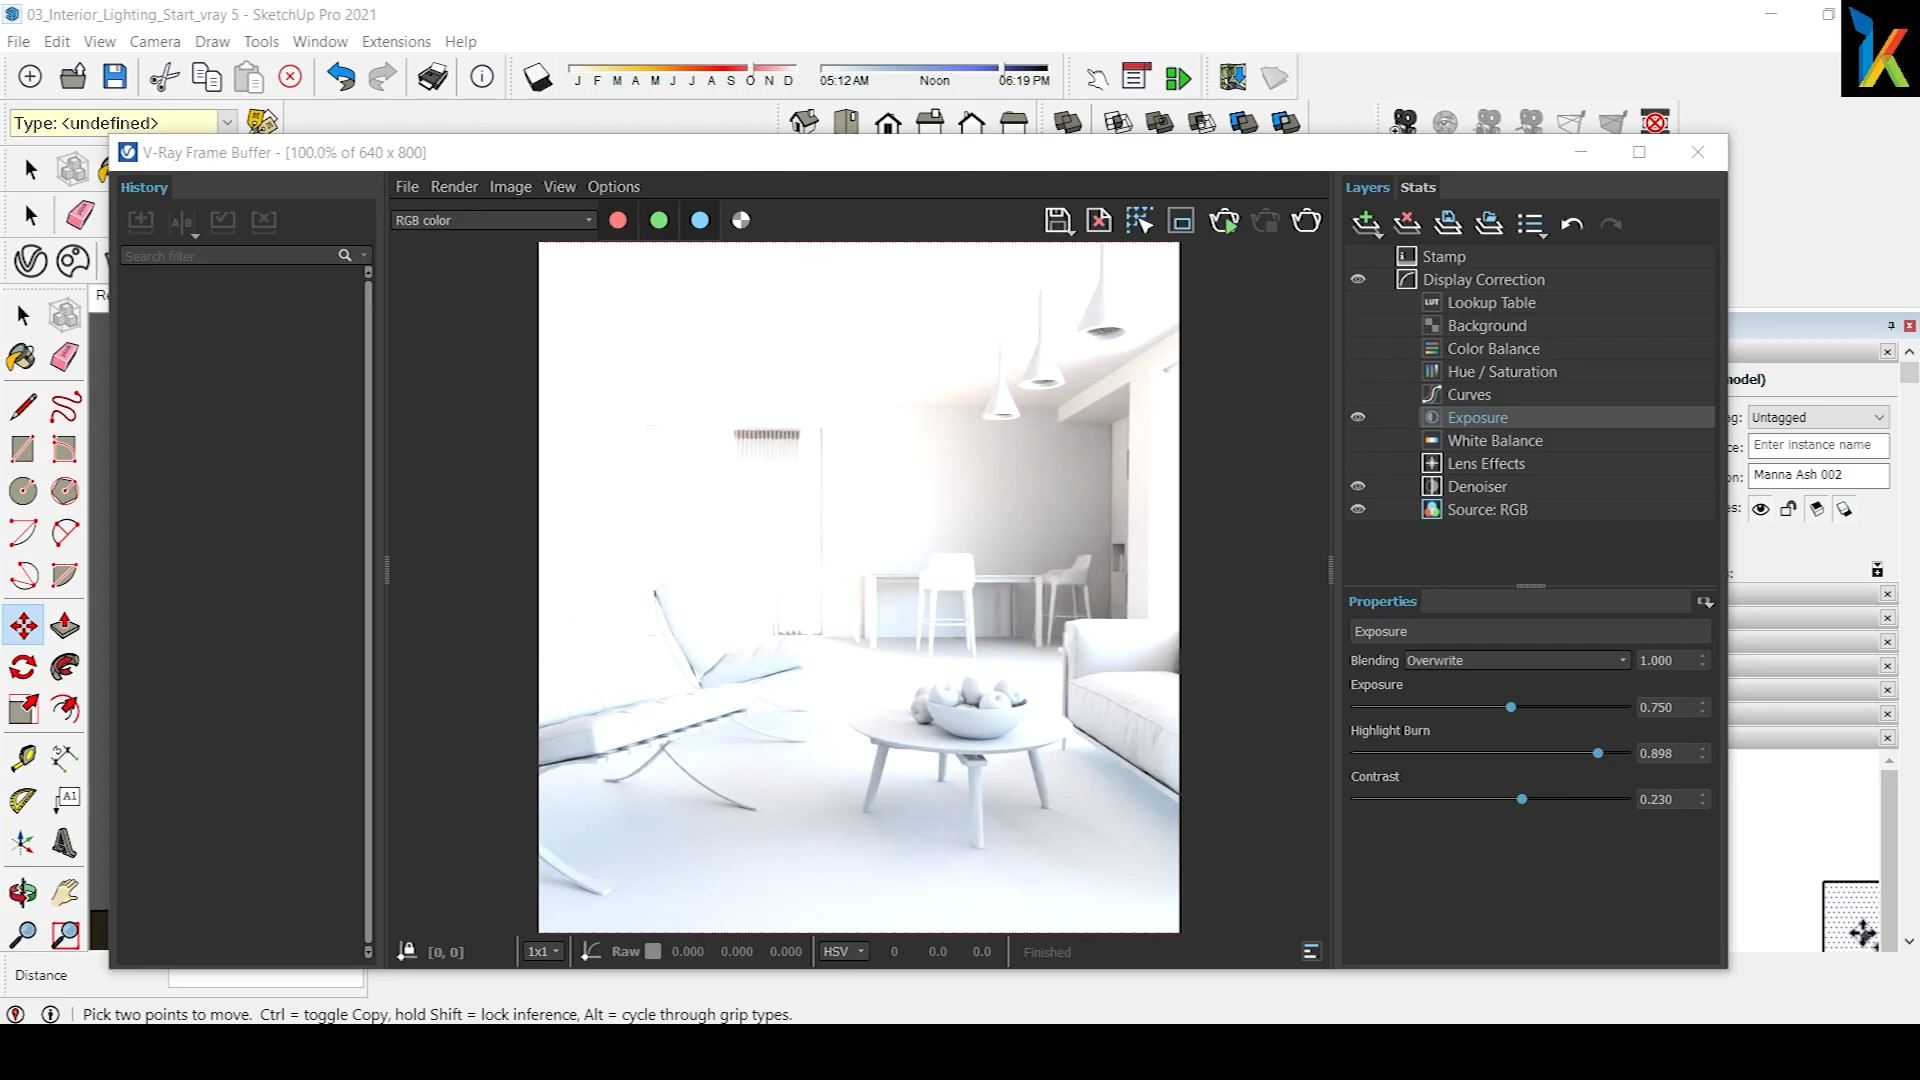 03_Interior_Lighting_Start_vray 5 - SketchUp Pro 2021
File Edit View Camera Draw Tools Window Extensions Help
J F M A M J J A S O N D 05:12 AM Noon 06:19 PM
Type: <undefined>
V-Ray Frame Buffer - [100.0% of 640 x 800]
History File Render Image View Options Layers Stats
RGB color
Search filter
Stamp
Display Correction
LUT Lookup Table
Background
Color Balance
Hue / Saturation
Curves
Exposure
White Balance
Lens Effects
Denoiser
Source: RGB
Properties
Exposure
Blending Overwrite 1.000
Exposure
0.750
Highlight Burn
0.898
Contrast
0.230
Untagged
Enter instance name
Manna Ash 002
[0, 0] 1x1 Raw 0.000 0.000 0.000 HSV 0 0.0 0.0 Finished
Distance
Pick two points to move. Ctrl = toggle Copy, hold Shift = lock inference, Alt = cycle through grip types.